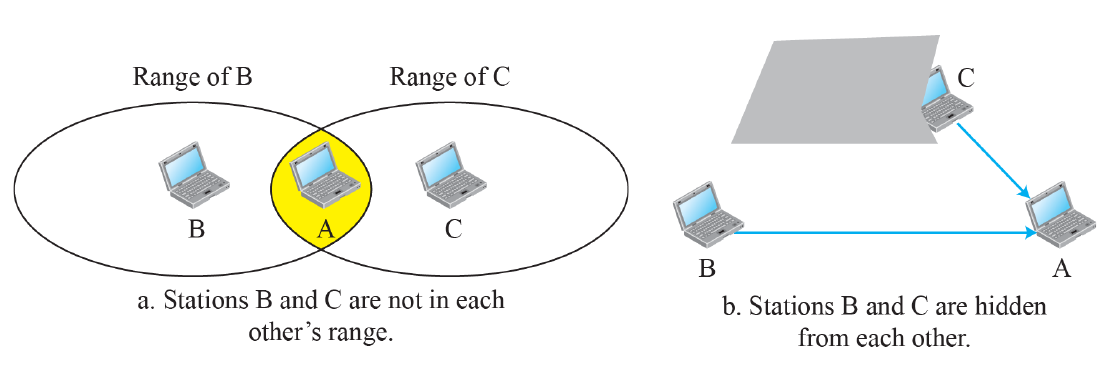 Range of B
Range of C
B
A
C
a. Stations B and C are not in each
other’s range.
C
B
A
b. Stations B and C are hidden
from each other.